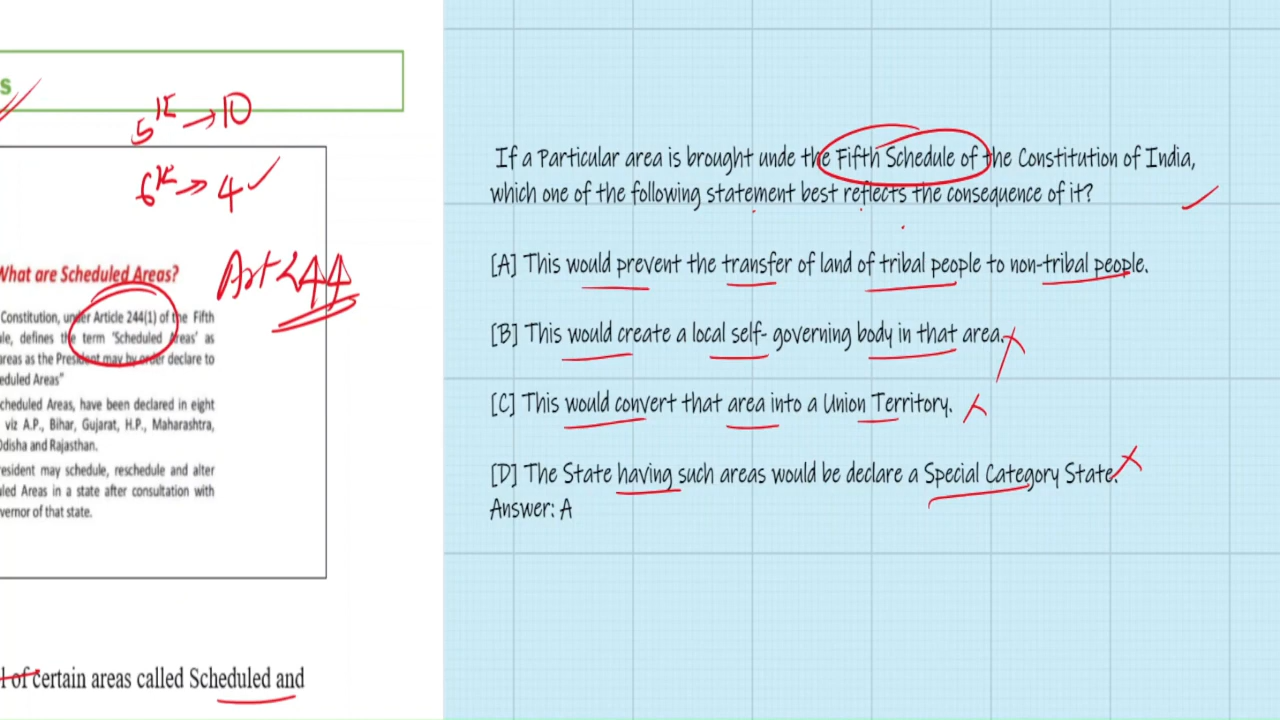 s
5th → 10
6th → 4 ✓
Art 244
What are Scheduled Areas?
Constitution, under Article 244(1) of the Fifth
le, defines the term 'Scheduled Areas' as
areas as the President may by order declare to
eduled Areas"
cheduled Areas, have been declared in eight
viz A.P., Bihar, Gujarat, H.P., Maharashtra,
Odisha and Rajasthan.
resident may schedule, reschedule and alter
led Areas in a state after consultation with
vernor of that state.
l of certain areas called Scheduled and
If a Particular area is brought unde the Fifth Schedule of the Constitution of India,
which one of the following statement best reflects the consequence of it?
[A] This would prevent the transfer of land of tribal people to non-tribal people.
[B] This would create a local self- governing body in that area.
[C] This would convert that area into a Union Territory.
[D] The State having such areas would be declare a Special Category State.
Answer: A